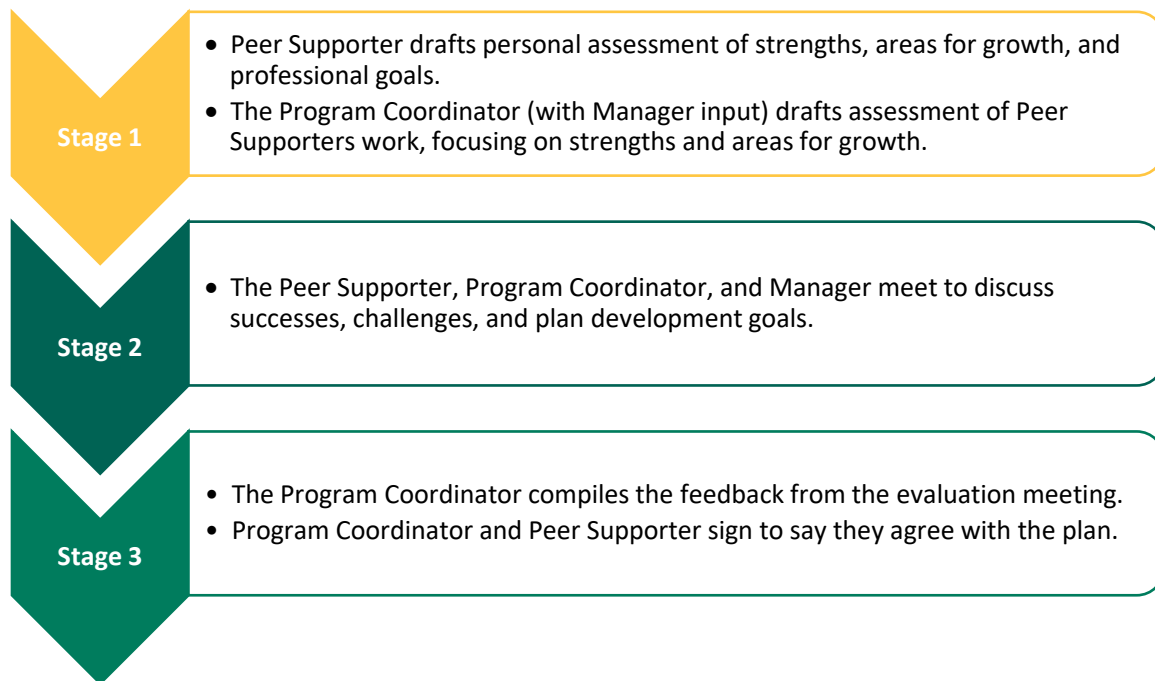 Stage 1
• Peer Supporter drafts personal assessment of strengths, areas for growth, and
professional goals.
• The Program Coordinator (with Manager input) drafts assessment of Peer
Supporters work, focusing on strengths and areas for growth.
Stage 2
• The Peer Supporter, Program Coordinator, and Manager meet to discuss
successes, challenges, and plan development goals.
Stage 3
• The Program Coordinator compiles the feedback from the evaluation meeting.
• Program Coordinator and Peer Supporter sign to say they agree with the plan.